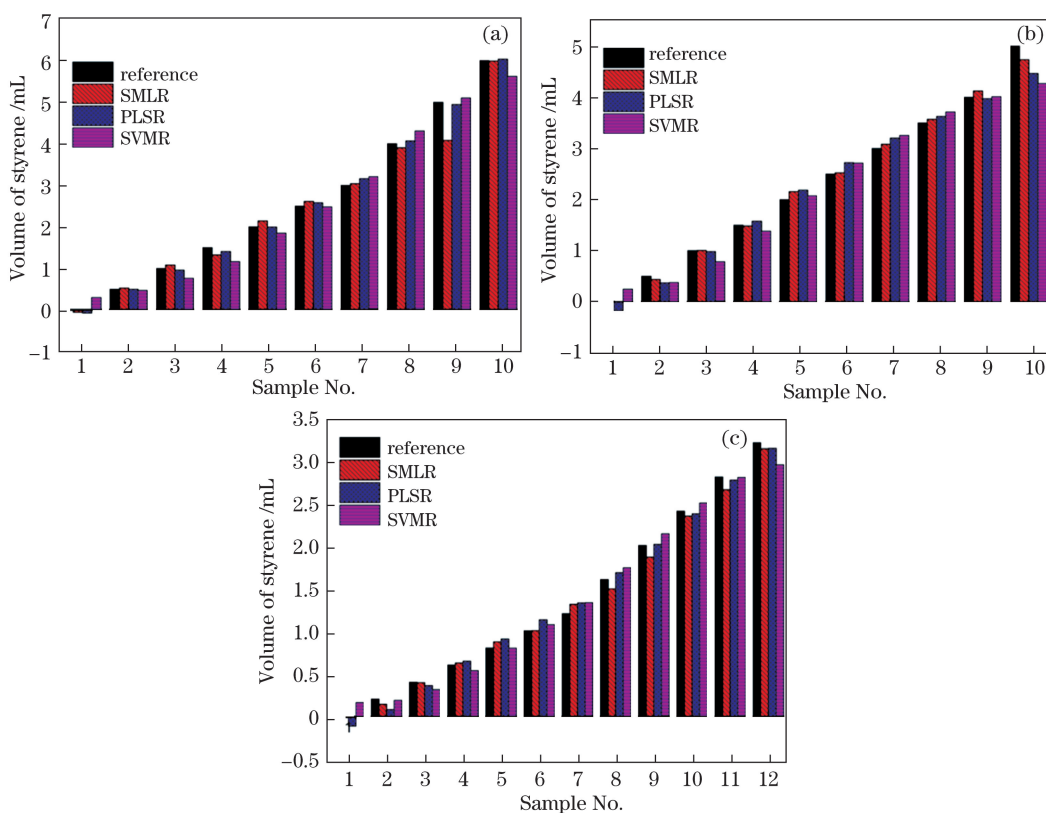 (a)
7
6
5
4
3
2
1
0
−1
Volume of styrene /mL
reference
SMLR
PLSR
SVMR
1 2 3 4 5 6 7 8 9 10
Sample No.
(b)
5
4
3
2
1
0
−1
Volume of styrene /mL
reference
SMLR
PLSR
SVMR
1 2 3 4 5 6 7 8 9 10
Sample No.
(c)
3.5
3.0
2.5
2.0
1.5
1.0
0.5
0
−0.5
Volume of styrene /mL
reference
SMLR
PLSR
SVMR
1 2 3 4 5 6 7 8 9 10 11 12
Sample No.